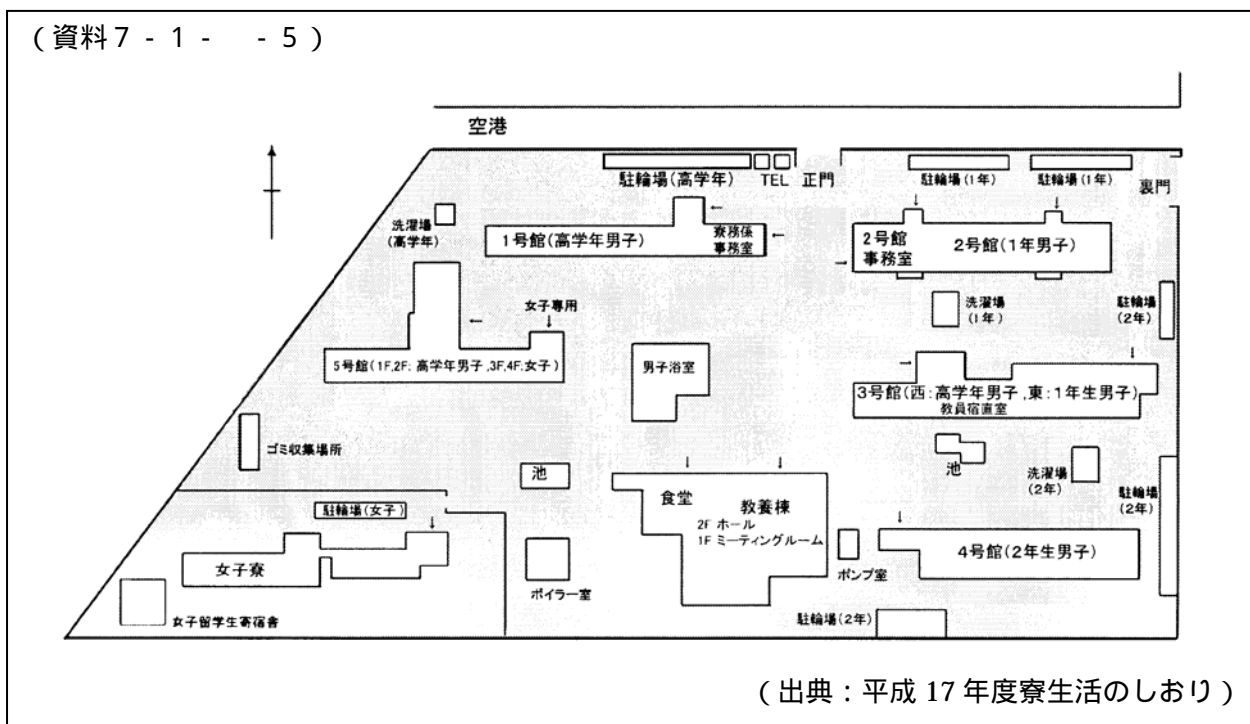 (資料7-1- -5)
空港
駐輪場(高学年) TEL 正門
駐輪場(1年)
駐輪場(1年)
裏門
洗濯場
(高学年)
1号館(高学年男子)
寮務係
事務室
2号館
事務室
2号館(1年男子)
女子専用
洗濯場
(1年)
駐輪場
(2年)
5号館(1F,2F:高学年男子,3F,4F:女子)
男子浴室
3号館(西:高学年男子,東:1年生男子)
教員宿直室
ゴミ収集場所
池
食堂
教養棟
2F ホール
1F ミーティングルーム
池
洗濯場
(2年)
駐輪場
(2年)
駐輪場(女子)
女子寮
ボイラー室
ポンプ室
4号館(2年生男子)
女子留学生寄宿舎
駐輪場(2年)
(出典:平成17年度寮生活のしおり)